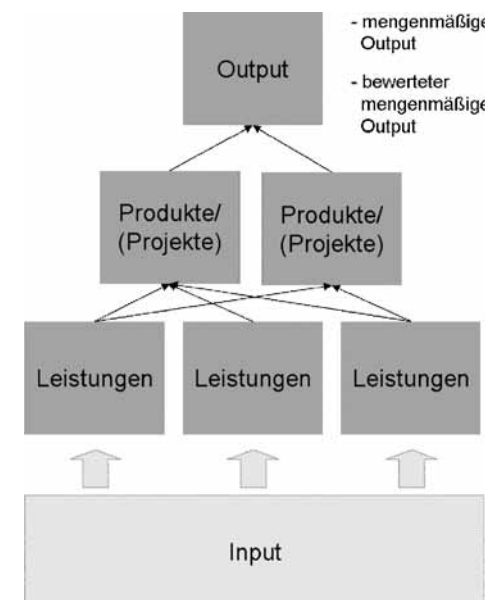 Output
- mengenmäßige
Output
- bewerteter
mengenmäßige
Output
Produkte/
(Projekte)
Produkte/
(Projekte)
Leistungen
Leistungen
Leistungen
Input